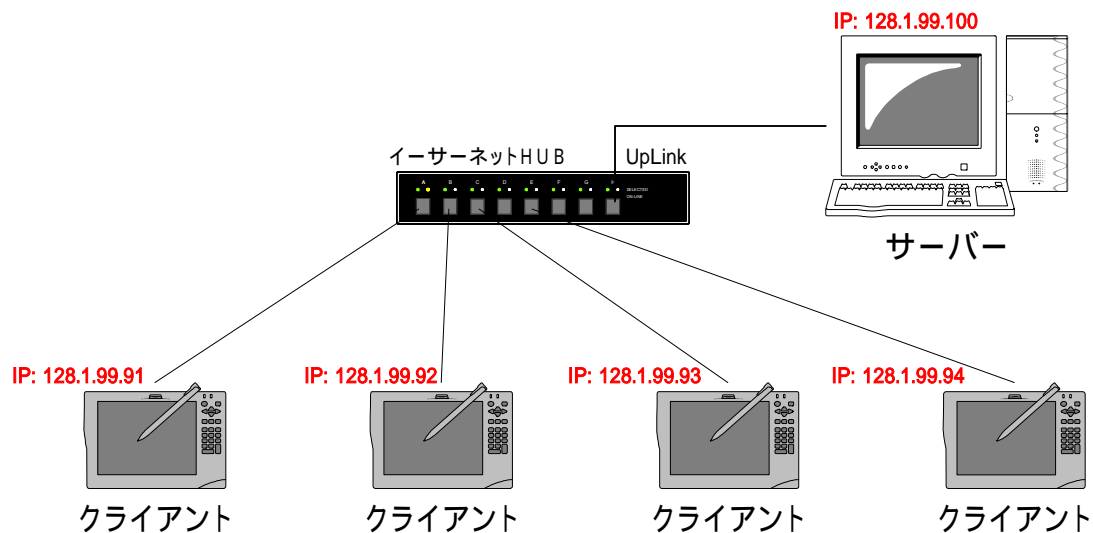 IP: 128.1.99.100
イーサーネットHUB
UpLink
A B C D E F G
SELECTED
ON-LINE
サーバー
IP: 128.1.99.91
IP: 128.1.99.92
IP: 128.1.99.93
IP: 128.1.99.94
クライアント
クライアント
クライアント
クライアント